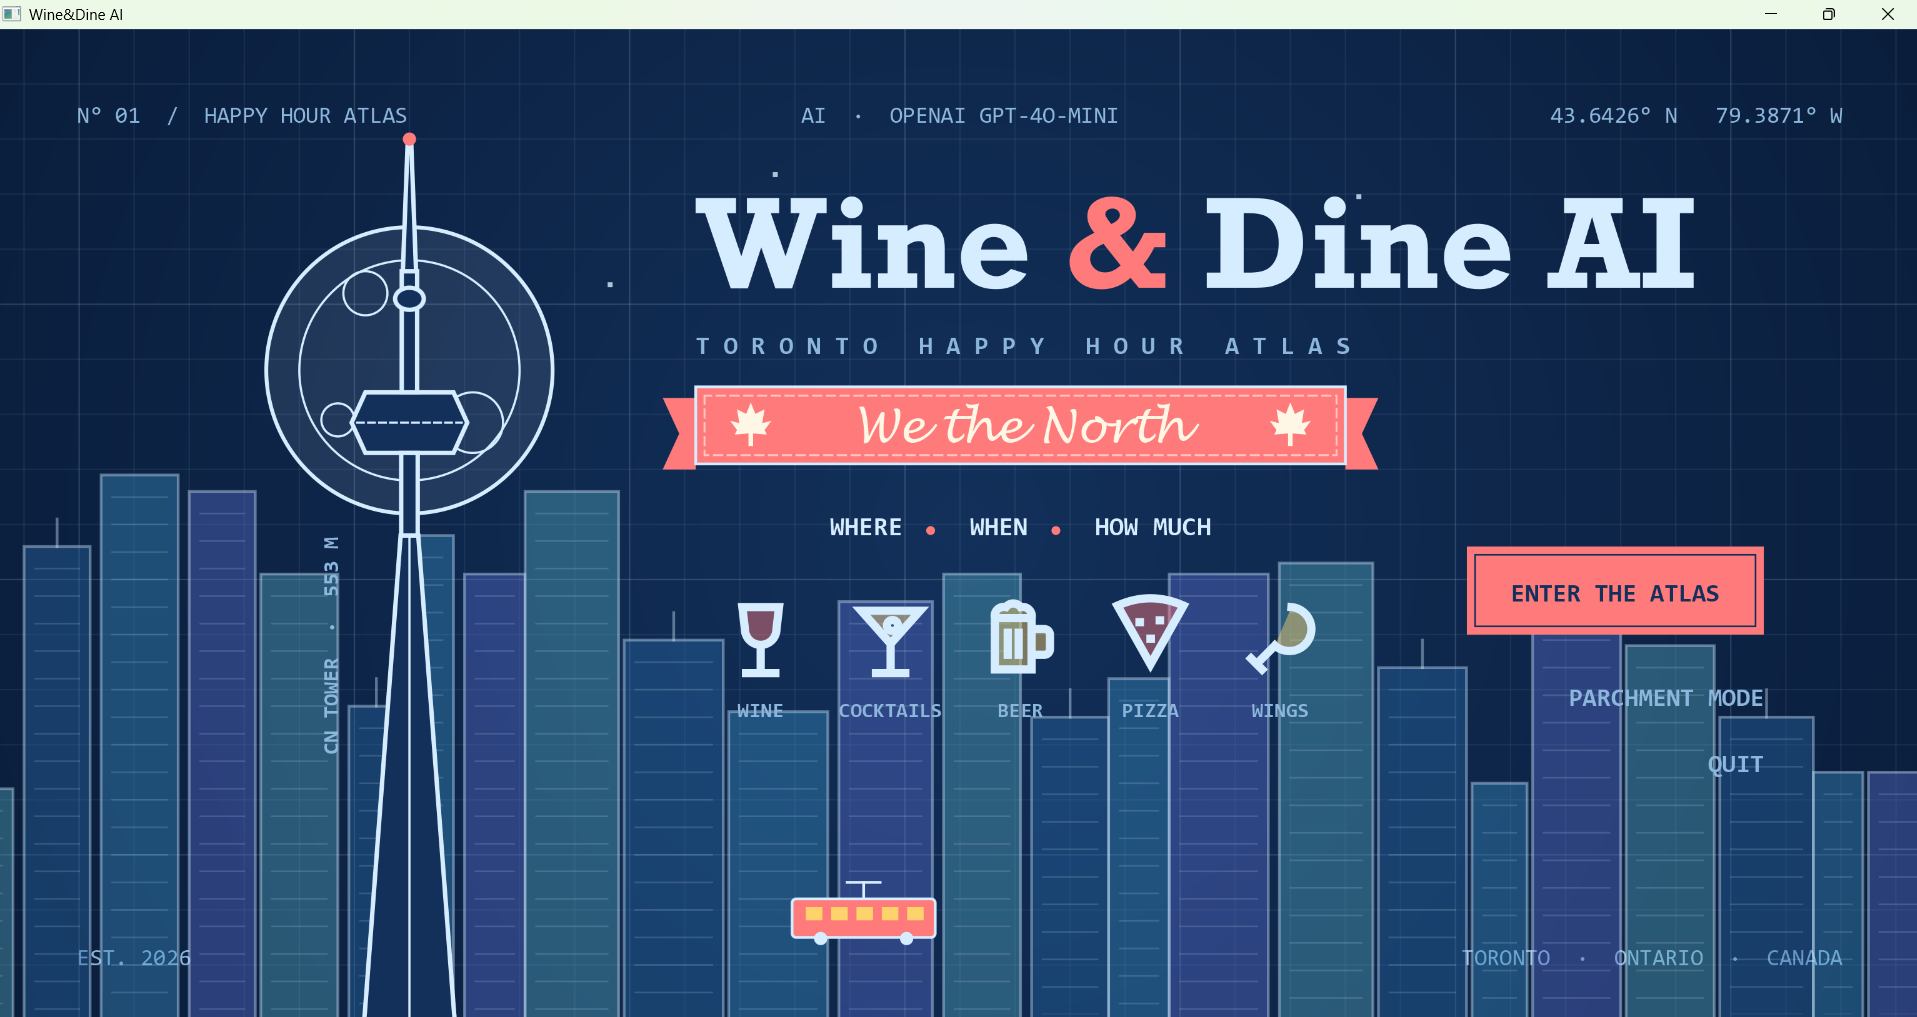 Wine&Dine AI
N° 01 / HAPPY HOUR ATLAS
AI · OPENAI GPT-4O-MINI
43.6426° N 79.3871° W
Wine & Dine AI
TORONTO HAPPY HOUR ATLAS
We the North
WHERE • WHEN • HOW MUCH
CN TOWER · 553 M
ENTER THE ATLAS
WINE
COCKTAILS
BEER
PIZZA
WINGS
PARCHMENT MODE
QUIT
EST. 2026
TORONTO · ONTARIO · CANADA